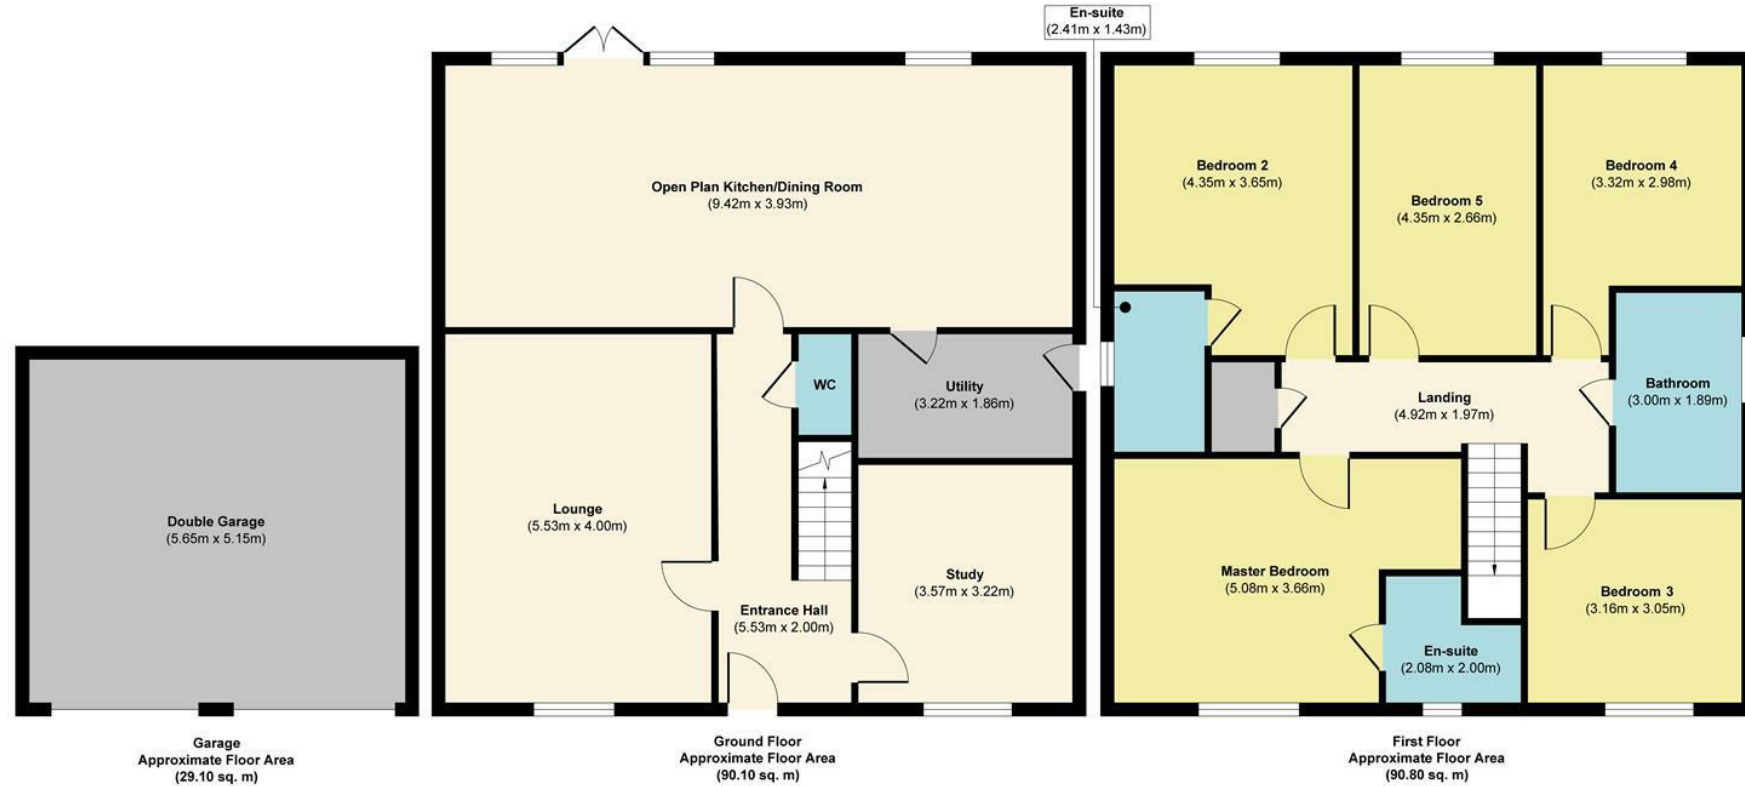 En-suite
(2.41m x 1.43m)
Open Plan Kitchen/Dining Room
(9.42m x 3.93m)
WC
Utility
(3.22m x 1.86m)
Lounge
(5.53m x 4.00m)
Study
(3.57m x 3.22m)
Entrance Hall
(5.53m x 2.00m)
Double Garage
(5.65m x 5.15m)
Bedroom 2
(4.35m x 3.65m)
Bedroom 5
(4.35m x 2.66m)
Bedroom 4
(3.32m x 2.98m)
Landing
(4.92m x 1.97m)
Bathroom
(3.00m x 1.89m)
Master Bedroom
(5.08m x 3.66m)
En-suite
(2.08m x 2.00m)
Bedroom 3
(3.16m x 3.05m)
Garage
Approximate Floor Area
(29.10 sq. m)
Ground Floor
Approximate Floor Area
(90.10 sq. m)
First Floor
Approximate Floor Area
(90.80 sq. m)